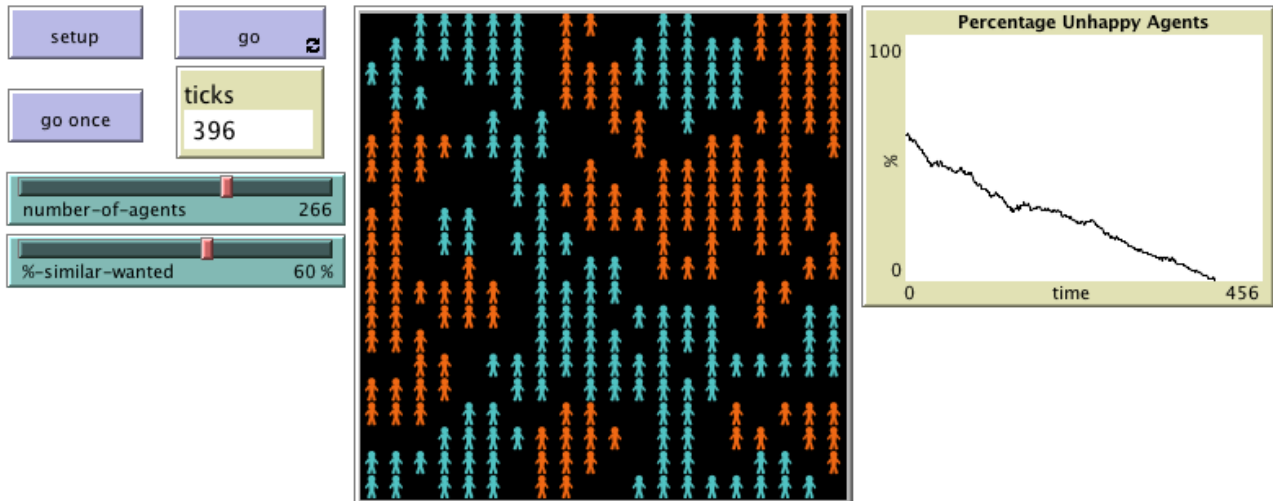 setup
go
go once
ticks
396
number-of-agents 266
%-similar-wanted 60 %
Percentage Unhappy Agents
100
%
0
0 time 456